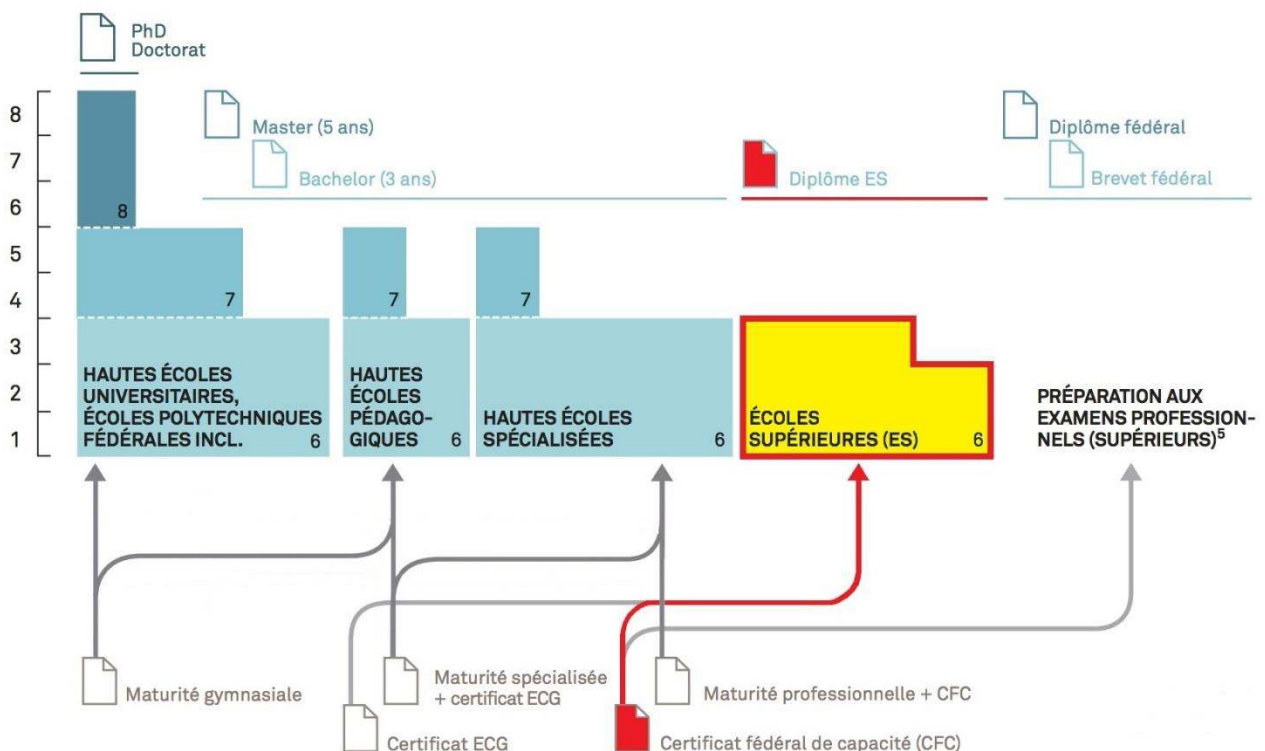 PhD
Doctorat
8
7
6
5
4
3
2
1
Master (5 ans)
Bachelor (3 ans)
Diplôme ES
Diplôme fédéral
Brevet fédéral
8
7
7
7
HAUTES ÉCOLES
UNIVERSITAIRES,
ÉCOLES POLYTECHNIQUES
FÉDÉRALES INCL.
6
HAUTES
ÉCOLES
PÉDAGO-
GIQUES
6
HAUTES ÉCOLES
SPÉCIALISÉES
6
ÉCOLES
SUPÉRIEURES (ES)
6
PRÉPARATION AUX
EXAMENS PROFESSION-
NELS (SUPÉRIEURS)⁵
Maturité gymnasiale
Maturité spécialisée
+ certificat ECG
Maturité professionnelle + CFC
Certificat ECG
Certificat fédéral de capacité (CFC)